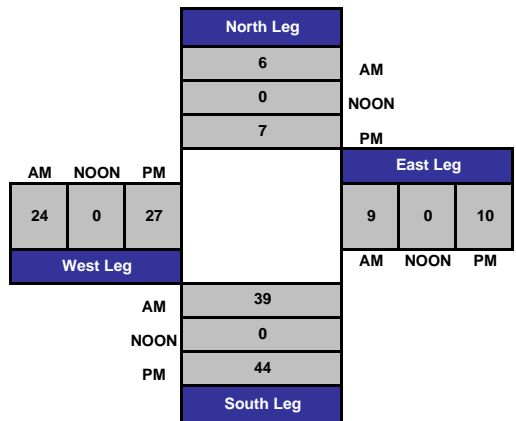 North Leg
6 AM
0 NOON
7 PM
AM NOON PM
East Leg
24 0 27
9 0 10
West Leg
AM NOON PM
AM 39
NOON 0
PM 44
South Leg